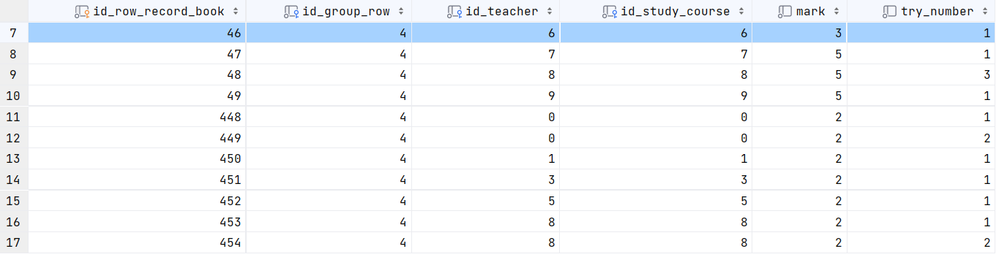 id_row_record_book id_group_row id_teacher id_study_course mark try_number
7 46 4 6 6 3 1
8 47 4 7 7 5 1
9 48 4 8 8 5 3
10 49 4 9 9 5 1
11 448 4 0 0 2 1
12 449 4 0 0 2 2
13 450 4 1 1 2 1
14 451 4 3 3 2 1
15 452 4 5 5 2 1
16 453 4 8 8 2 1
17 454 4 8 8 2 2